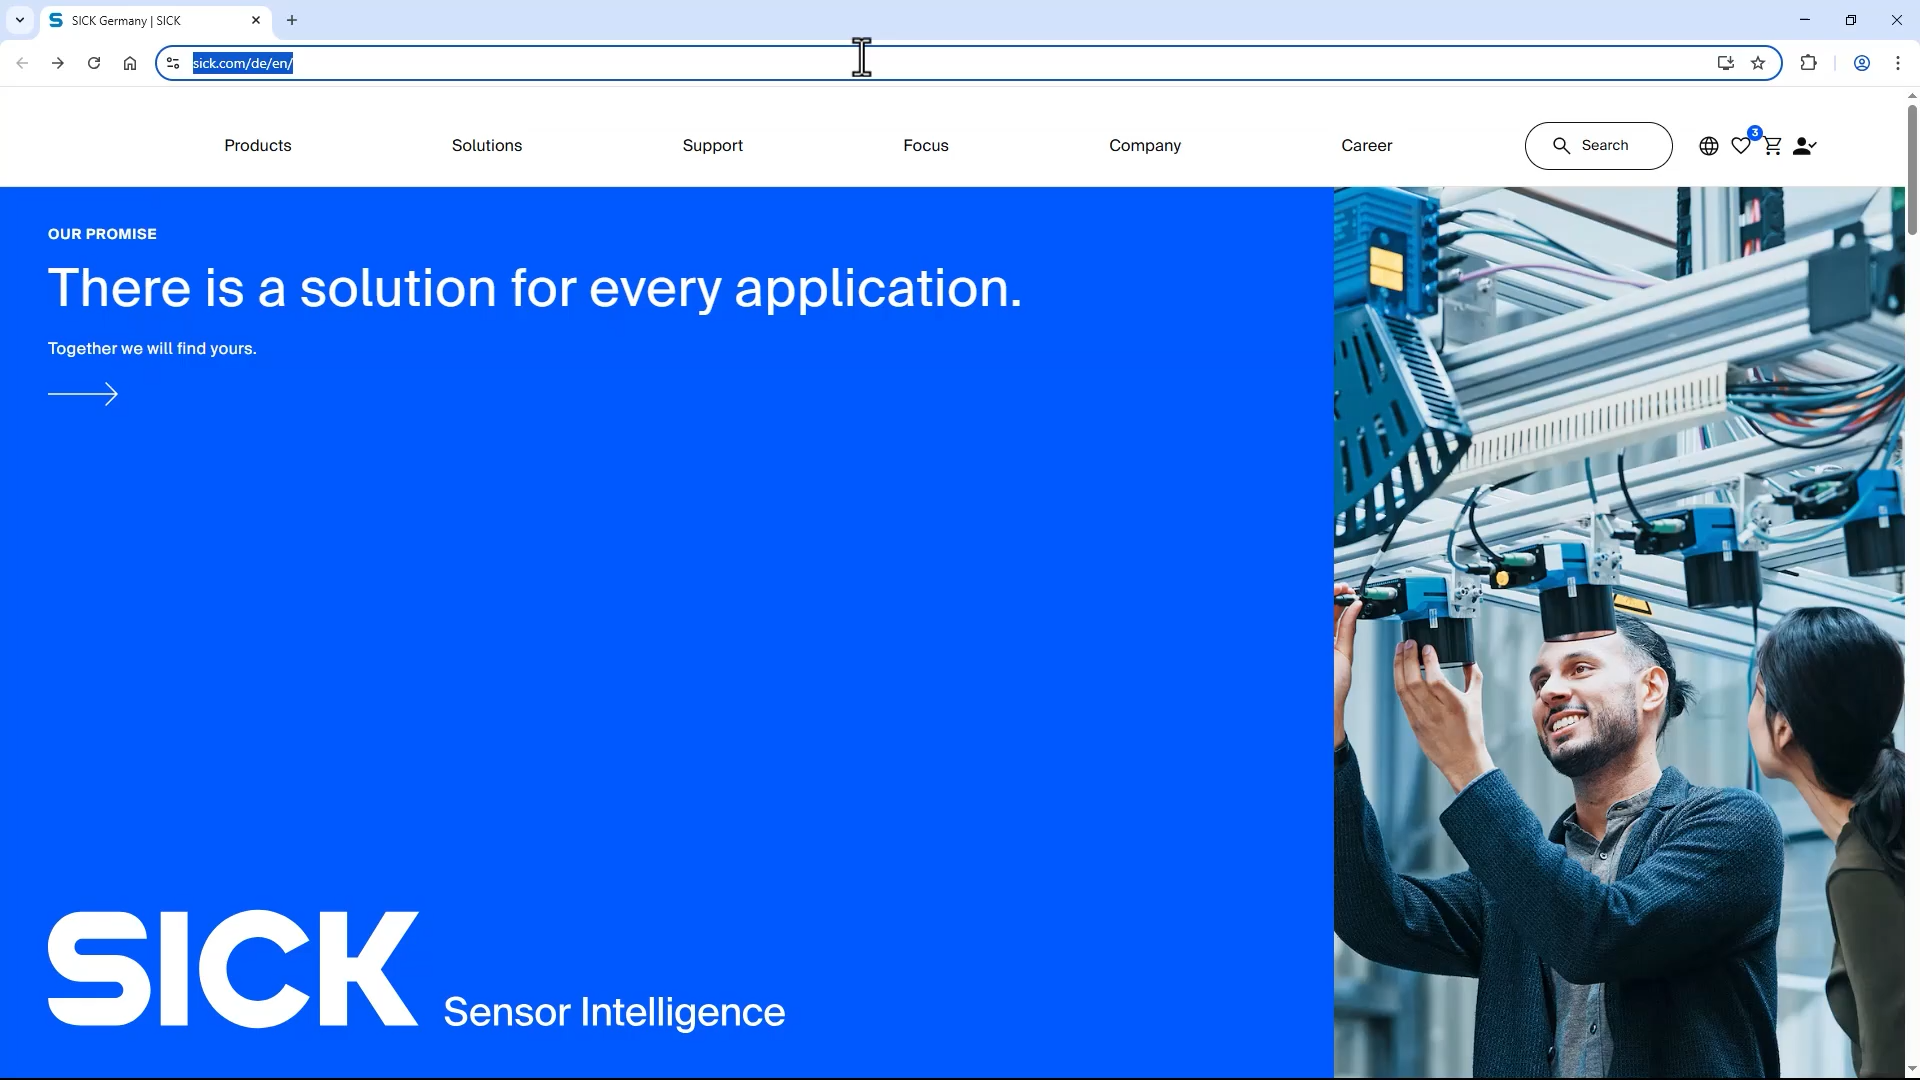 SICK Germany | SICK
sick.com/de/en/
Products
Solutions
Support
Focus
Company
Career
Search
3
OUR PROMISE
There is a solution for every application.
Together we will find yours.
SICK
Sensor Intelligence